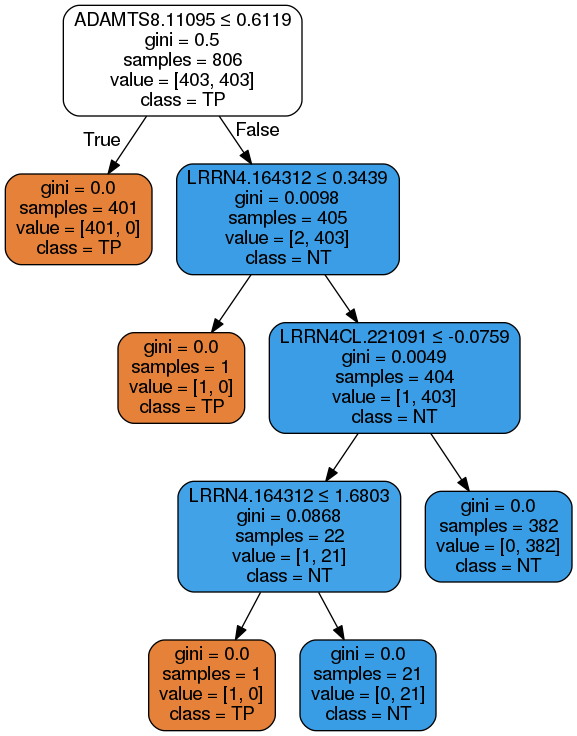 ADAMTS8.11095 ≤ 0.6119
gini = 0.5
samples = 806
value = [403, 403]
class = TP
True
False
gini = 0.0
samples = 401
value = [401, 0]
class = TP
LRRN4.164312 ≤ 0.3439
gini = 0.0098
samples = 405
value = [2, 403]
class = NT
gini = 0.0
samples = 1
value = [1, 0]
class = TP
LRRN4CL.221091 ≤ -0.0759
gini = 0.0049
samples = 404
value = [1, 403]
class = NT
LRRN4.164312 ≤ 1.6803
gini = 0.0868
samples = 22
value = [1, 21]
class = NT
gini = 0.0
samples = 382
value = [0, 382]
class = NT
gini = 0.0
samples = 1
value = [1, 0]
class = TP
gini = 0.0
samples = 21
value = [0, 21]
class = NT